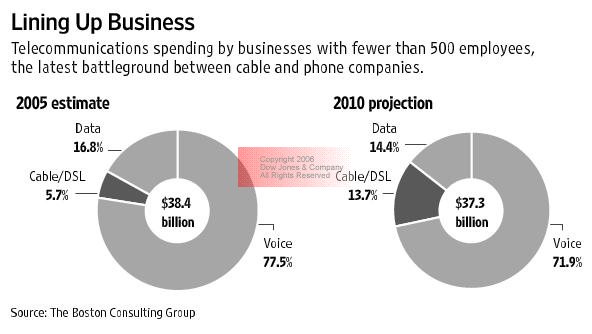 Lining Up Business
Telecommunications spending by businesses with fewer than 500 employees,
the latest battleground between cable and phone companies.
2005 estimate
Data
16.8%
Cable/DSL
5.7%
$38.4
billion
Voice
77.5%
2010 projection
Data
14.4%
Cable/DSL
13.7%
$37.3
billion
Voice
71.9%
Copyright 2006
Dow Jones & Company
All Rights Reserved
Source: The Boston Consulting Group